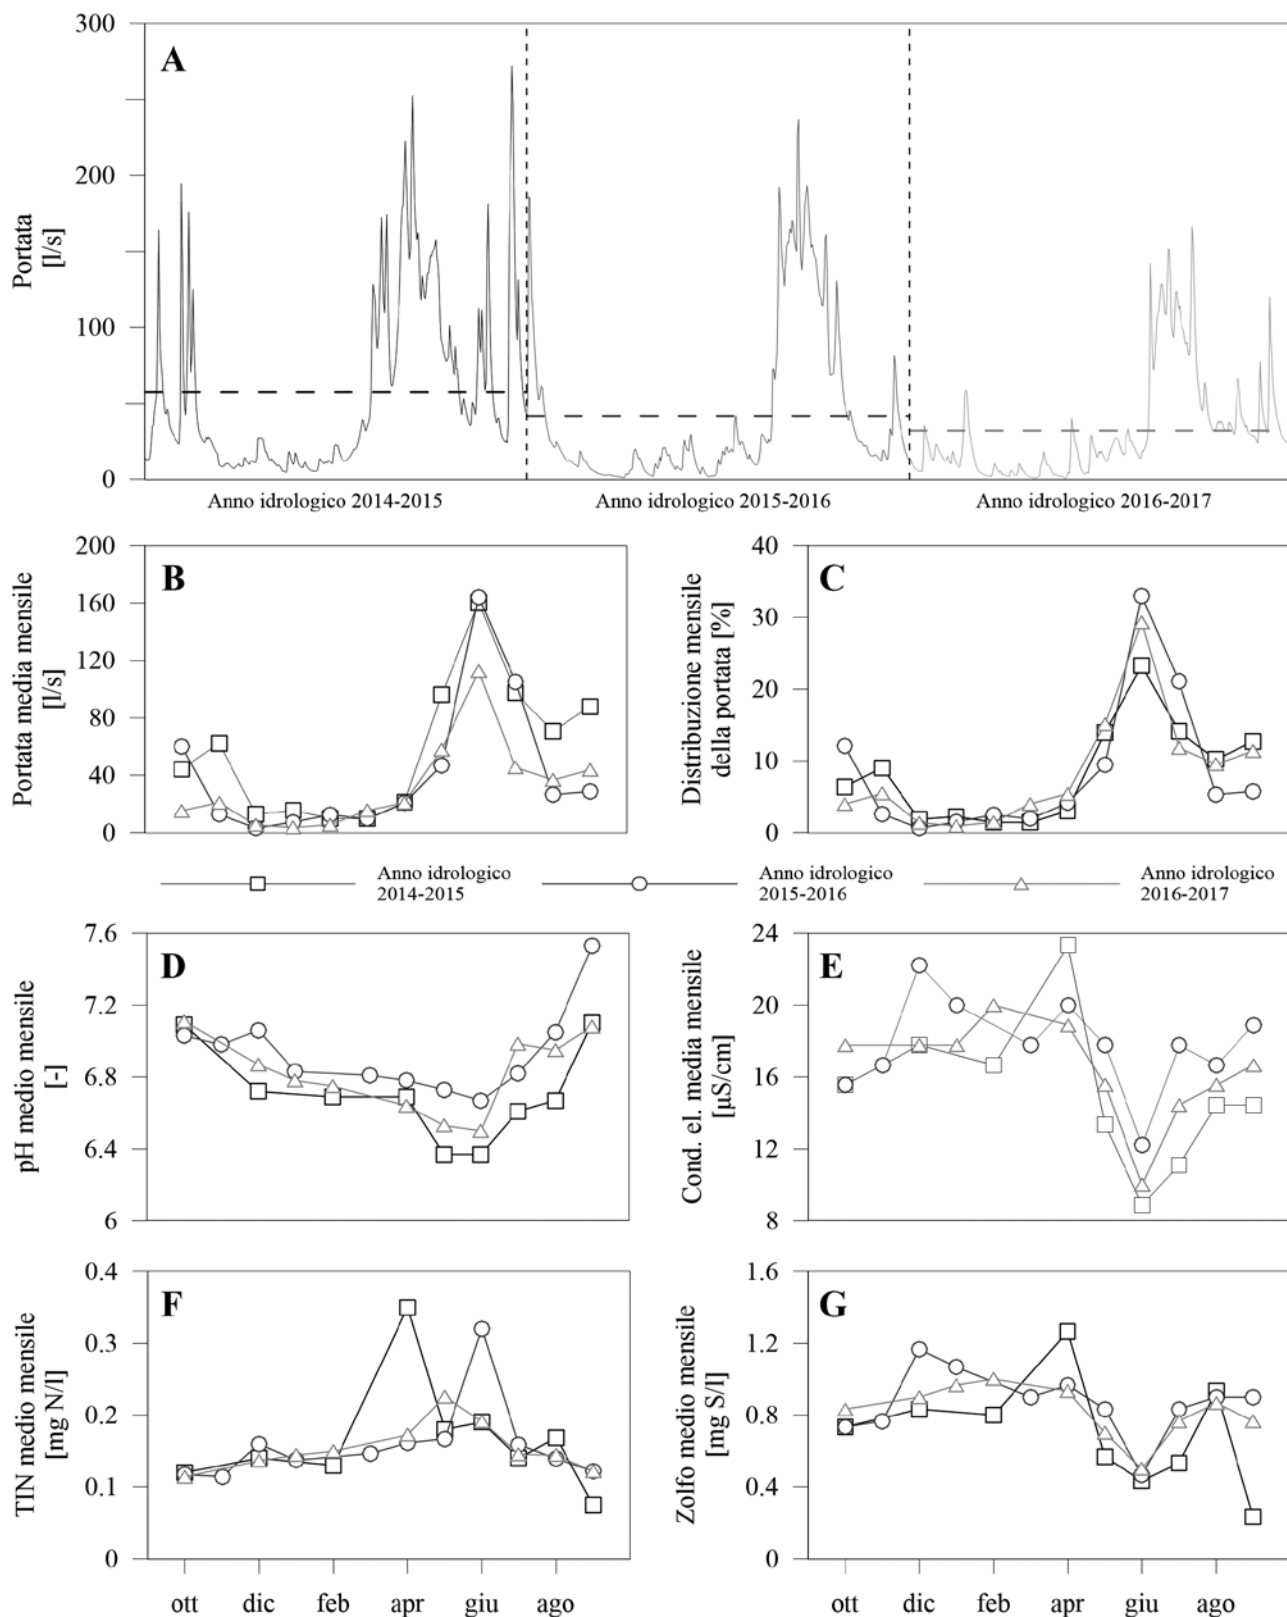 A
300
200
100
0
Portata
[l/s]
Anno idrologico 2014-2015
Anno idrologico 2015-2016
Anno idrologico 2016-2017
B
200
160
120
80
40
0
Portata media mensile
[l/s]
C
40
30
20
10
0
Distribuzione mensile
della portata [%]
Anno idrologico
2014-2015
Anno idrologico
2015-2016
Anno idrologico
2016-2017
D
7.6
7.2
6.8
6.4
6
pH medio mensile
[-]
E
24
20
16
12
8
Cond. el. media mensile
[µS/cm]
F
0.4
0.3
0.2
0.1
0
TIN medio mensile
[mg N/l]
ott dic feb apr giu ago
G
1.6
1.2
0.8
0.4
0
Zolfo medio mensile
[mg S/l]
ott dic feb apr giu ago